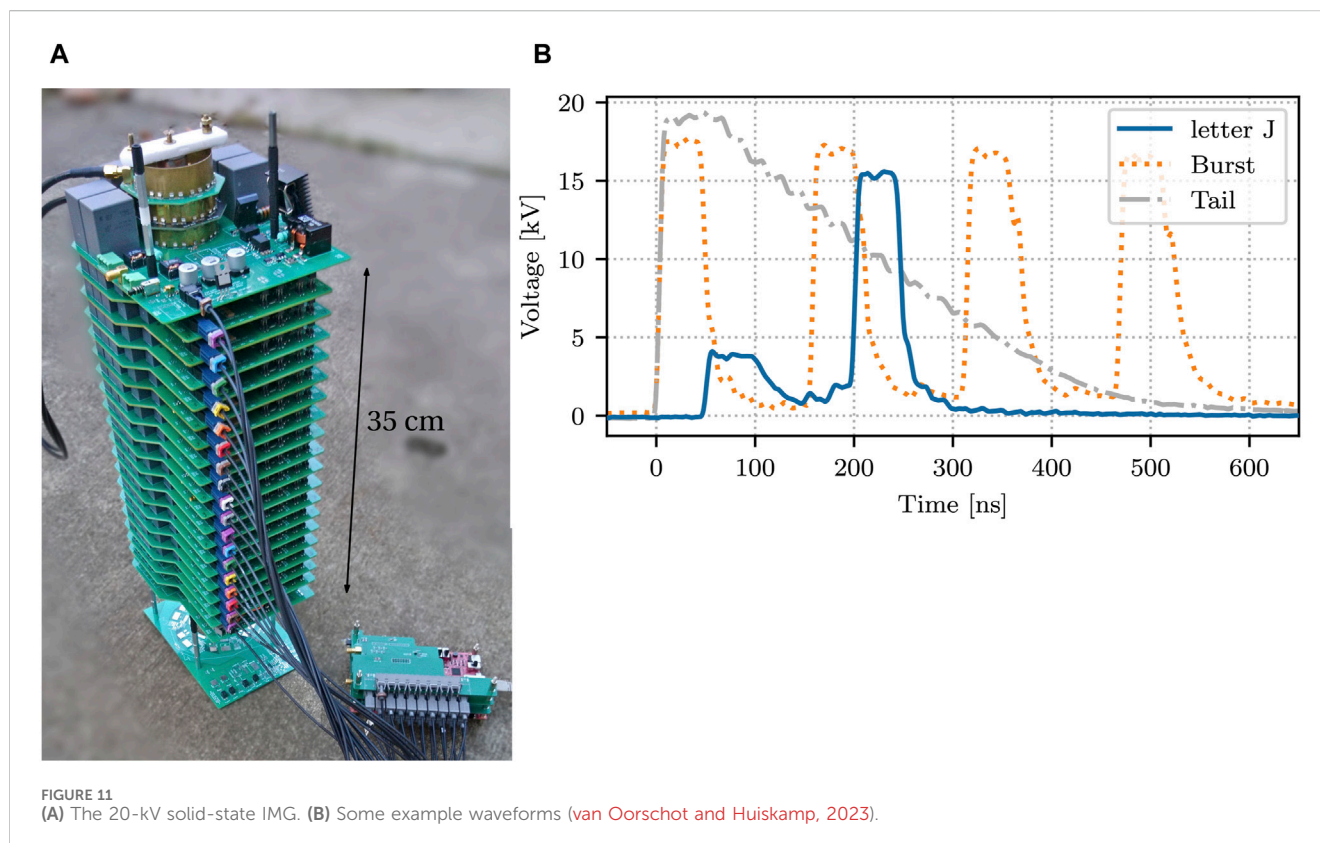 A
B
35 cm
20
15
10
5
0
Voltage [kV]
letter J
Burst
Tail
0 100 200 300 400 500 600
Time [ns]
FIGURE 11
(A) The 20-kV solid-state IMG. (B) Some example waveforms (van Oorschot and Huiskamp, 2023).